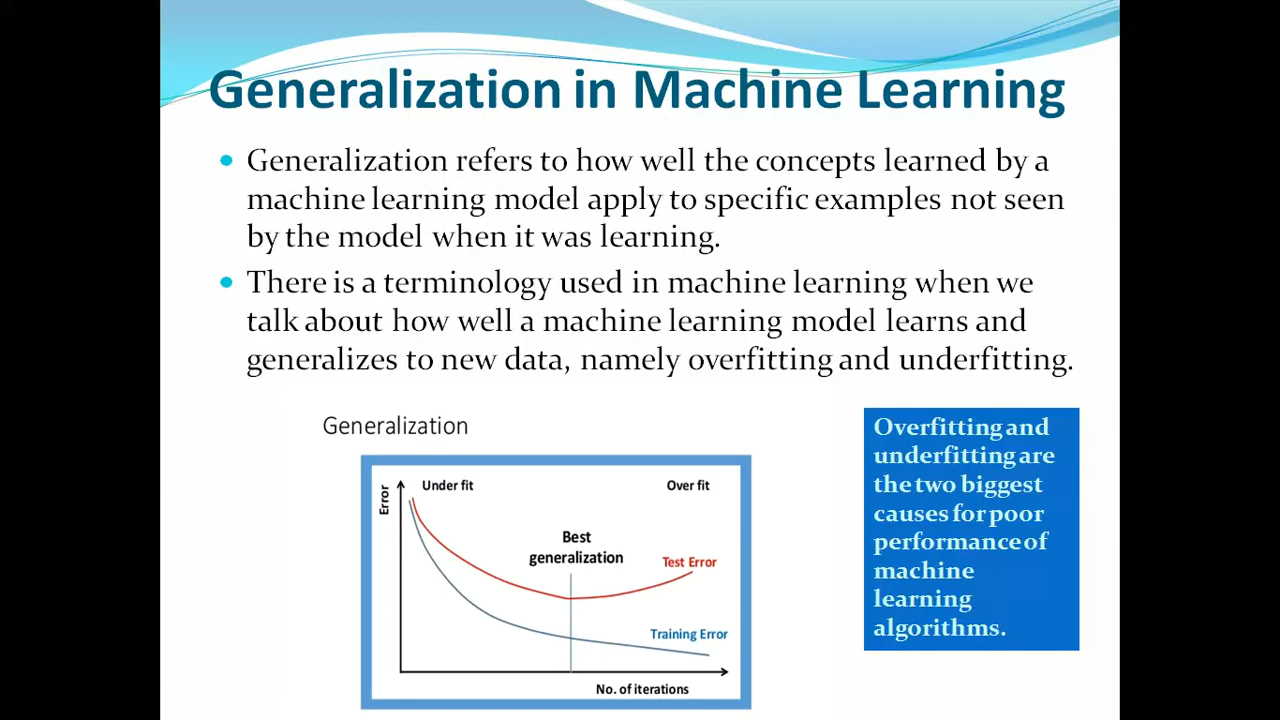 Generalization in Machine Learning
Generalization refers to how well the concepts learned by a
machine learning model apply to specific examples not seen
by the model when it was learning.
There is a terminology used in machine learning when we
talk about how well a machine learning model learns and
generalizes to new data, namely overfitting and underfitting.
Generalization
Error
Under fit
Over fit
Best
generalization
Test Error
Training Error
No. of iterations
Overfitting and
underfitting are
the two biggest
causes for poor
performance of
machine
learning
algorithms.